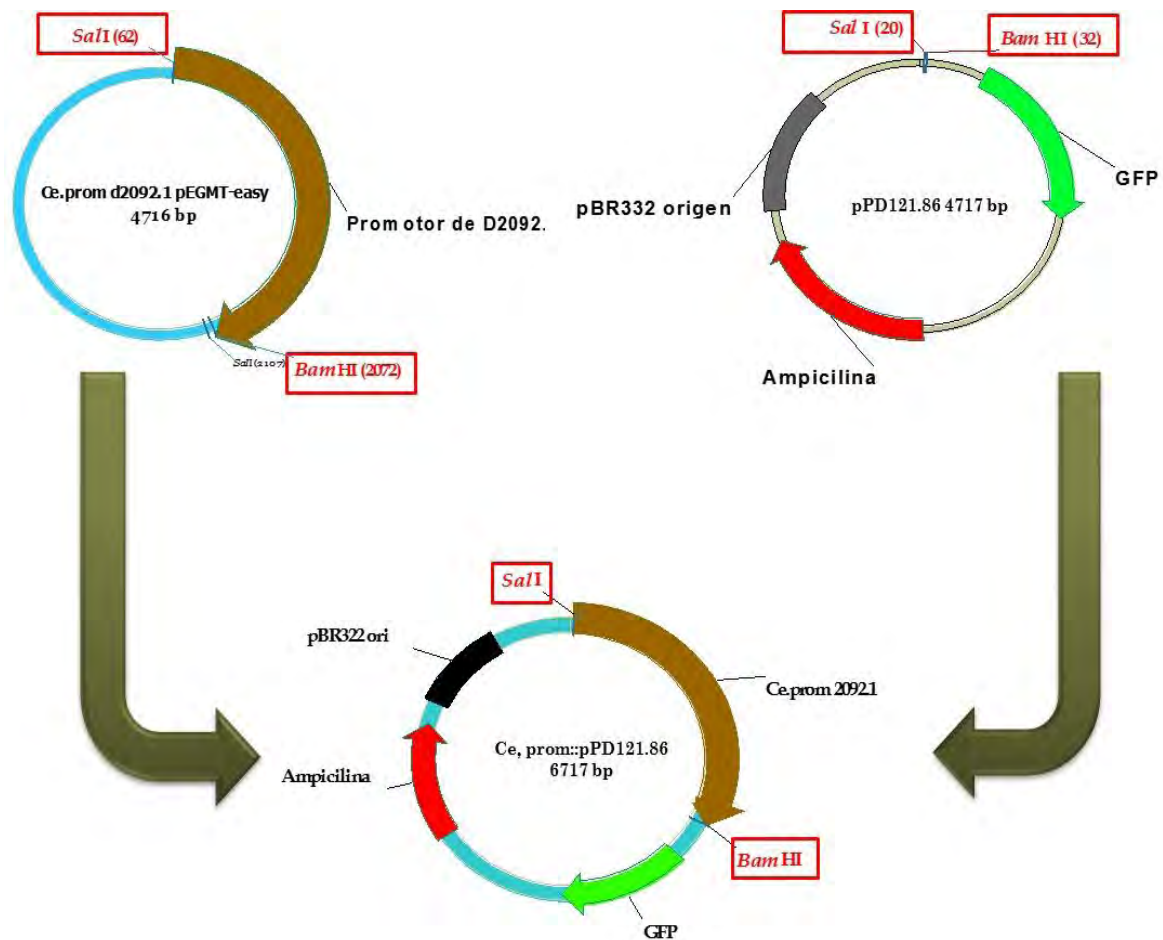 SalI (62)
Ce.prom d2092.1 pEGMT-easy
4716 bp
Promotor de D2092.
SalI (2107)
BamHI (2072)
Sal I (20)
Bam HI (32)
GFP
pBR332 origen
pPD121.86 4717 bp
Ampicilina
SalI
pBR322 ori
Ce.prom 2092.1
Ce, prom::pPD121.86
6717 bp
Ampicilina
BamHI
GFP